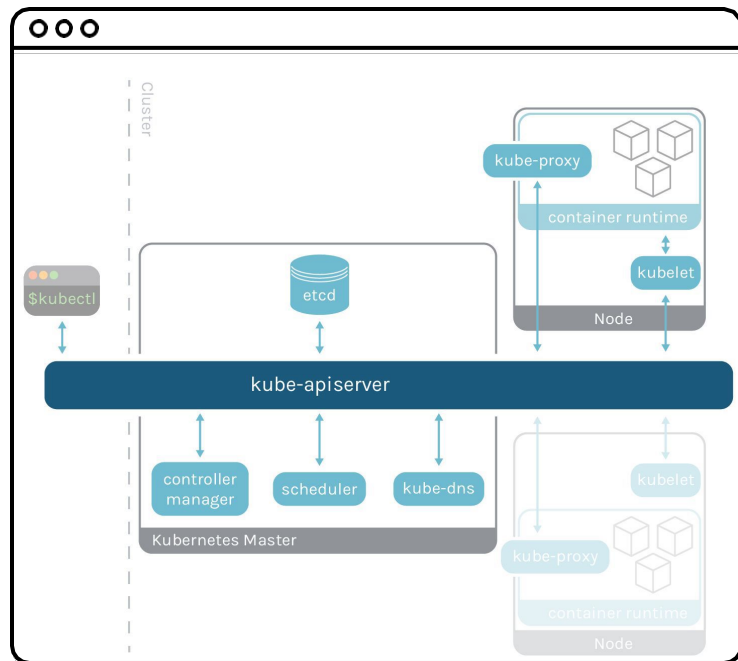 Cluster
kube-proxy
container runtime
kubelet
Node
$kubectl
etcd
kube-apiserver
controller
manager
scheduler
kube-dns
Kubernetes Master
kubelet
kube-proxy
container runtime
Node